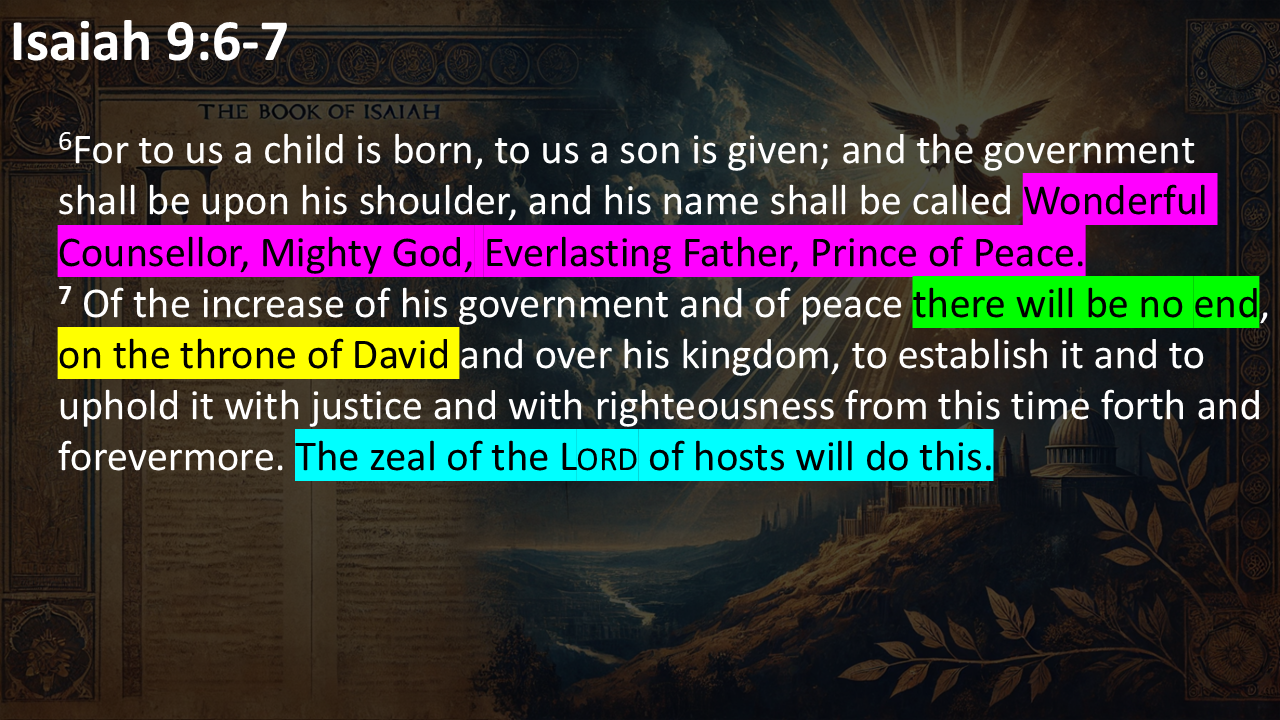 Isaiah 9:6-7
THE BOOK OF ISAIAH
⁶For to us a child is born, to us a son is given; and the government
shall be upon his shoulder, and his name shall be called Wonderful
Counsellor, Mighty God, Everlasting Father, Prince of Peace.
⁷ Of the increase of his government and of peace there will be no end,
on the throne of David and over his kingdom, to establish it and to
uphold it with justice and with righteousness from this time forth and
forevermore. The zeal of the LORD of hosts will do this.